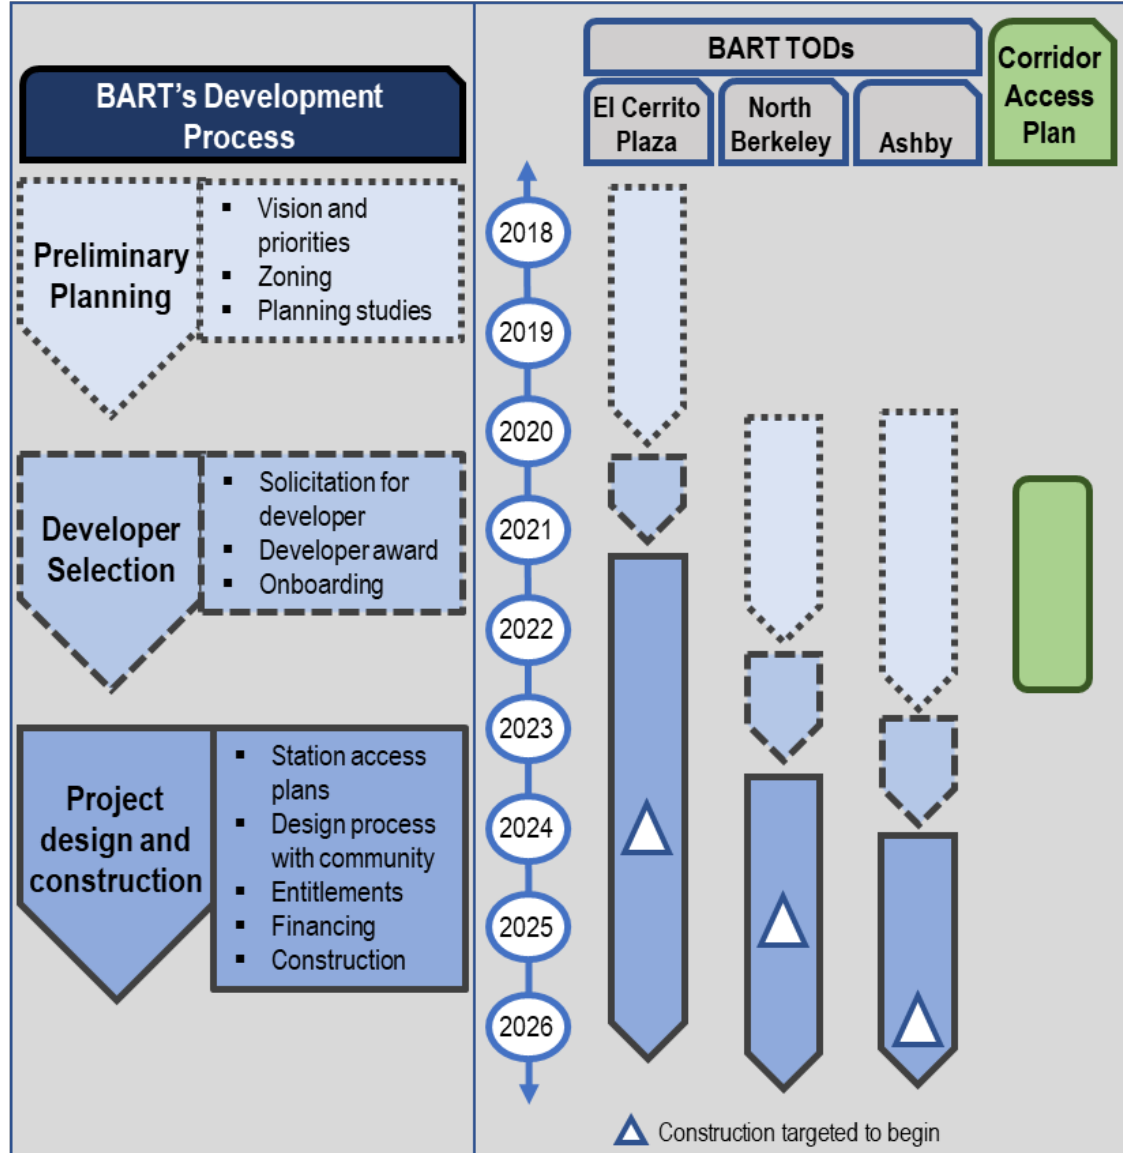 BART's Development
Process
Preliminary
Planning
▪ Vision and
priorities
▪ Zoning
▪ Planning studies
Developer
Selection
▪ Solicitation for
developer
▪ Developer award
▪ Onboarding
Project
design and
construction
▪ Station access
plans
▪ Design process
with community
▪ Entitlements
▪ Financing
▪ Construction
BART TODs
El Cerrito
Plaza
North
Berkeley
Ashby
Corridor
Access
Plan
2018
2019
2020
2021
2022
2023
2024
2025
2026
Construction targeted to begin